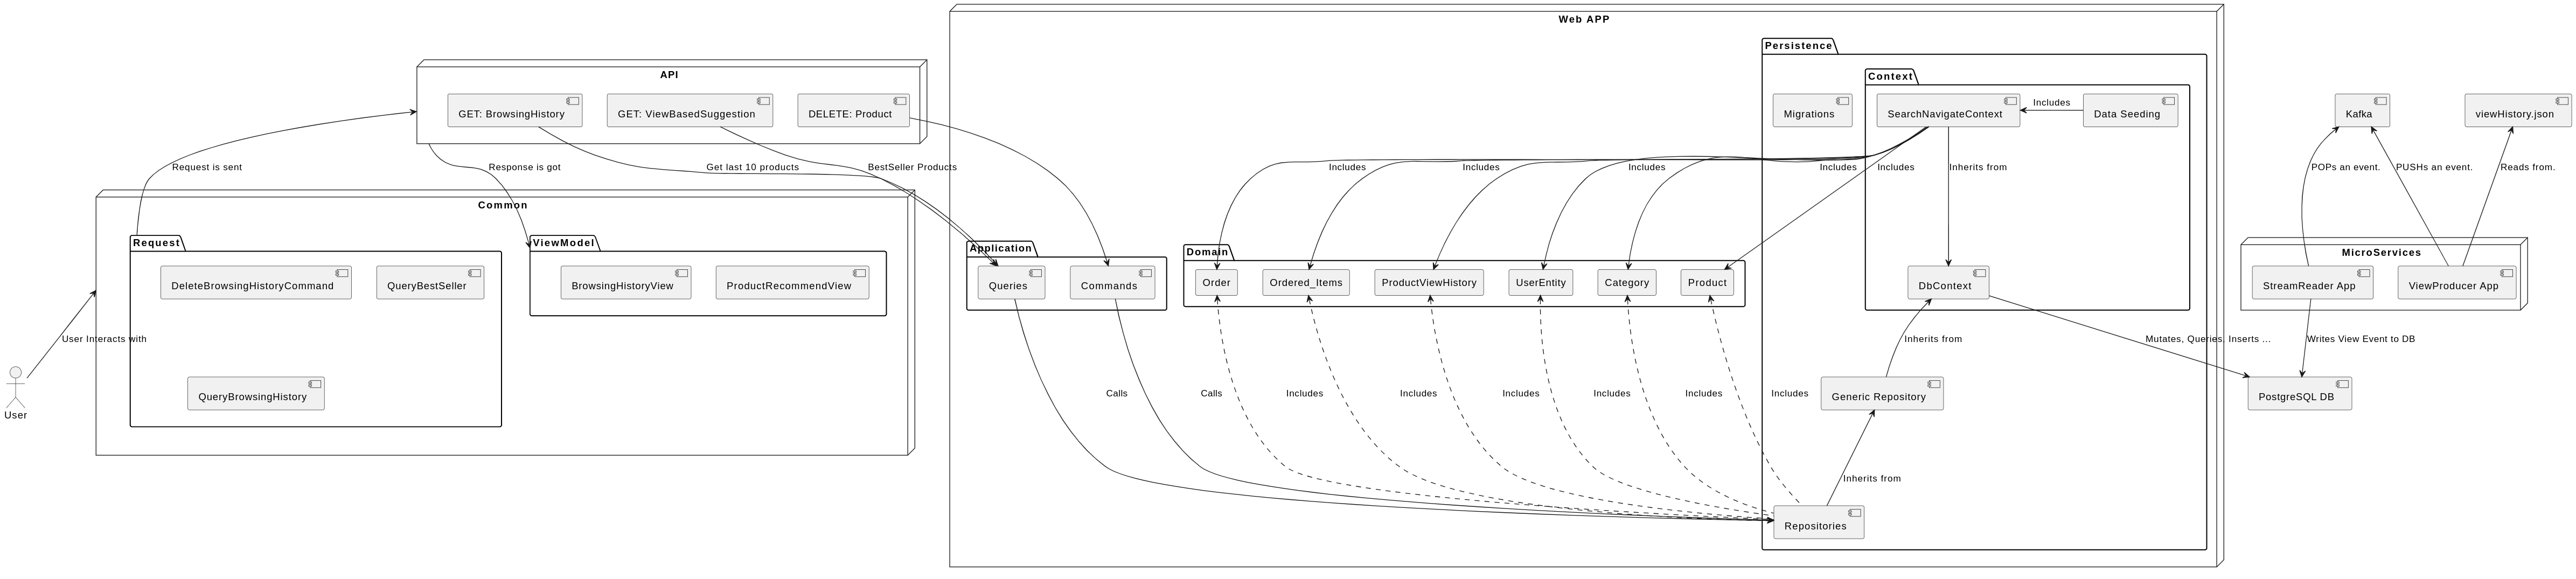 Web APP
Persistence
API
Context
GET: BrowsingHistory
GET: ViewBasedSuggestion
DELETE: Product
Migrations
SearchNavigateContext
Includes
Data Seeding
Kafka
viewHistory.json
Request is sent
Response is got
Get last 10 products
BestSeller Products
Includes
Includes
Includes
Includes
Includes
Includes
Inherits from
POPs an event.
PUSHs an event.
Reads from.
Common
Request
ViewModel
Application
Domain
MicroServices
DeleteBrowsingHistoryCommand
QueryBestSeller
BrowsingHistoryView
ProductRecommendView
Queries
Commands
Order
Ordered_Items
ProductViewHistory
UserEntity
Category
Product
DbContext
StreamReader App
ViewProducer App
User Interacts with
Inherits from
Mutates, Queries, Inserts ...
Writes View Event to DB
QueryBrowsingHistory
User
Calls
Calls
Includes
Includes
Includes
Includes
Includes
Includes
Generic Repository
PostgreSQL DB
Inherits from
Repositories